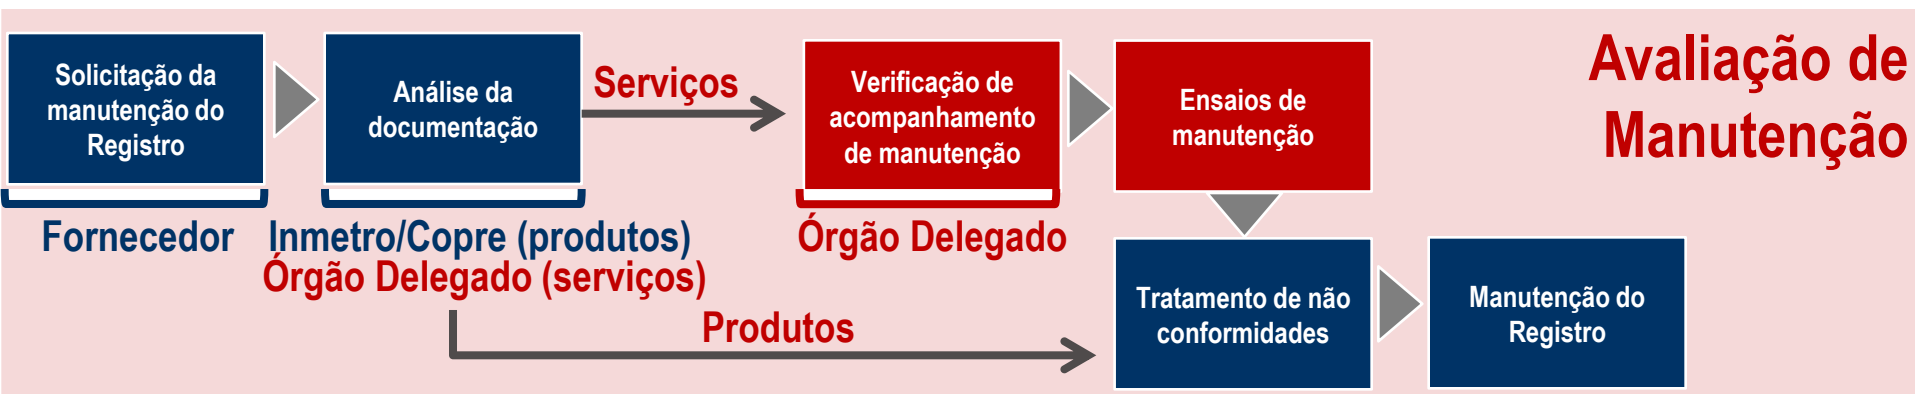 Solicitação da
manutenção do
Registro
Análise da
documentação
Serviços
Verificação de
acompanhamento
de manutenção
Ensaios de
manutenção
Avaliação de
Manutenção
Fornecedor
Inmetro/Copre (produtos)
Órgão Delegado (serviços)
Órgão Delegado
Produtos
Tratamento de não
conformidades
Manutenção do
Registro